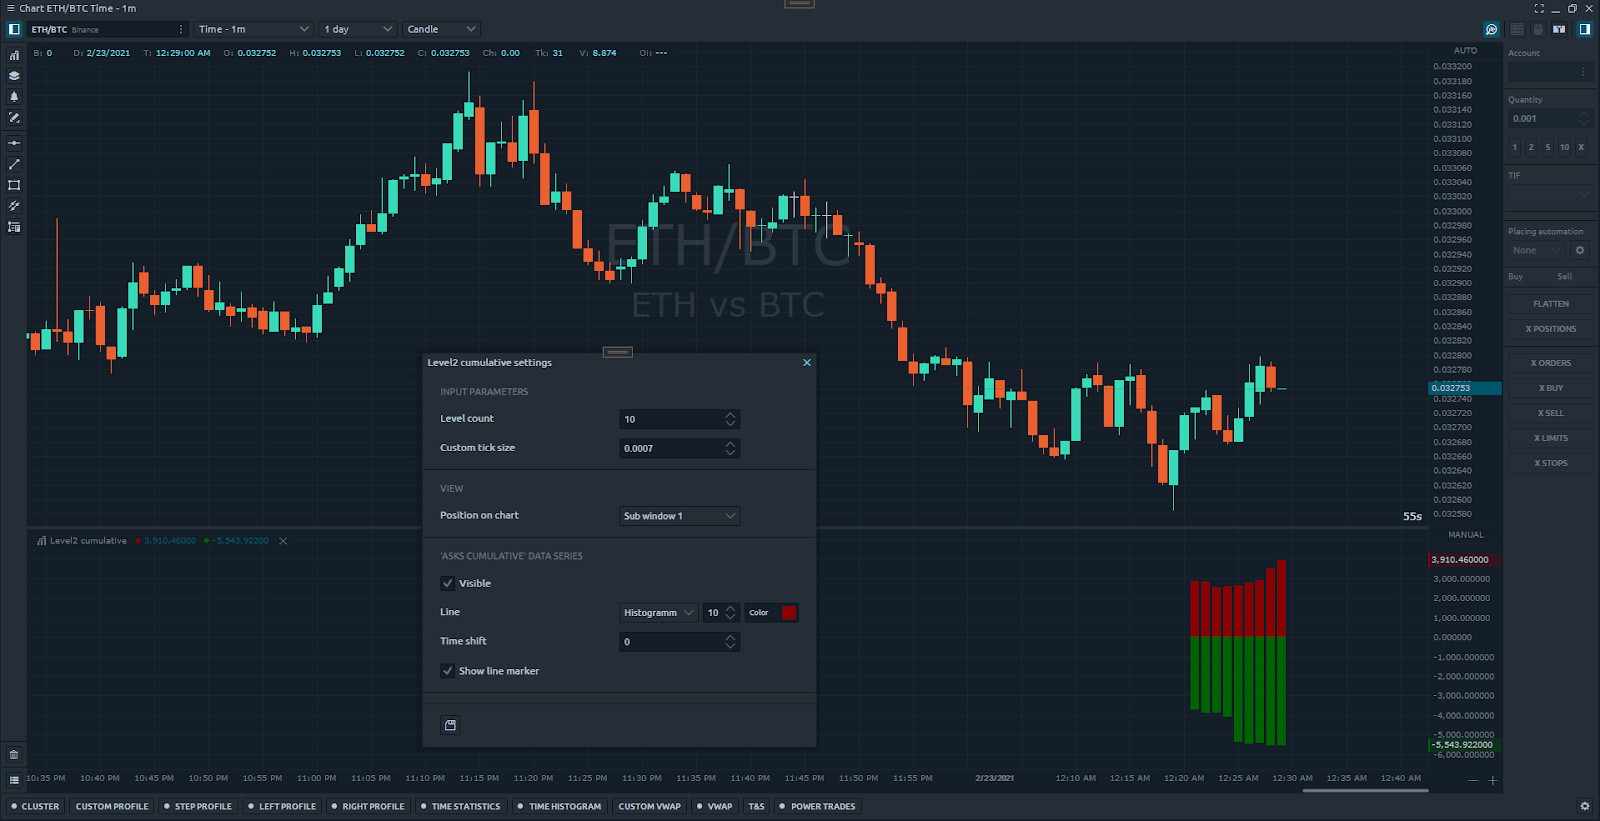 Chart ETH/BTC Time - 1m
ETH/BTC Binance Time - 1m 1 day Candle
B: 0 D: 2/23/2021 T: 12:29:00 AM O: 0.032752 H: 0.032753 L: 0.032752 C: 0.032753 Ch: 0.00 Tk: 31 V: 8.874 Oi: ---
AUTO
0.033200
0.033180
0.033160
0.033140
0.033120
0.033100
0.033080
0.033060
0.033040
0.033020
0.033000
0.032980
0.032960
0.032940
0.032920
0.032900
0.032880
0.032860
0.032840
0.032820
0.032800
0.032780
0.032753
0.032740
0.032720
0.032700
0.032680
0.032660
0.032640
0.032620
0.032600
0.032580
ETH/BTC
ETH vs BTC
55s
Account
Quantity
0.001
1 2 5 10 X
TIF
Placing automation
None
Buy Sell
FLATTEN
X POSITIONS
X ORDERS
X BUY
X SELL
X LIMITS
X STOPS
Level2 cumulative settings
INPUT PARAMETERS
Level count 10
Custom tick size 0.0007
VIEW
Position on chart Sub window 1
'ASKS CUMULATIVE' DATA SERIES
Visible
Line Histogramm 10 Color
Time shift 0
Show line marker
Level2 cumulative 3,910.46000 -5,543.92200
MANUAL
3,910.460000
3,000.000000
2,000.000000
1,000.000000
0.000000
-1,000.000000
-2,000.000000
-3,000.000000
-4,000.000000
-5,000.000000
-5,543.922000
-6,000.000000
10:35 PM 10:40 PM 10:45 PM 10:50 PM 10:55 PM 11:00 PM 11:05 PM 11:10 PM 11:15 PM 11:20 PM 11:25 PM 11:30 PM 11:35 PM 11:40 PM 11:45 PM 11:50 PM 11:55 PM 2/23/2021 12:10 AM 12:15 AM 12:20 AM 12:25 AM 12:30 AM 12:35 AM 12:40 AM
CLUSTER CUSTOM PROFILE STEP PROFILE LEFT PROFILE RIGHT PROFILE TIME STATISTICS TIME HISTOGRAM CUSTOM VWAP VWAP T&S POWER TRADES